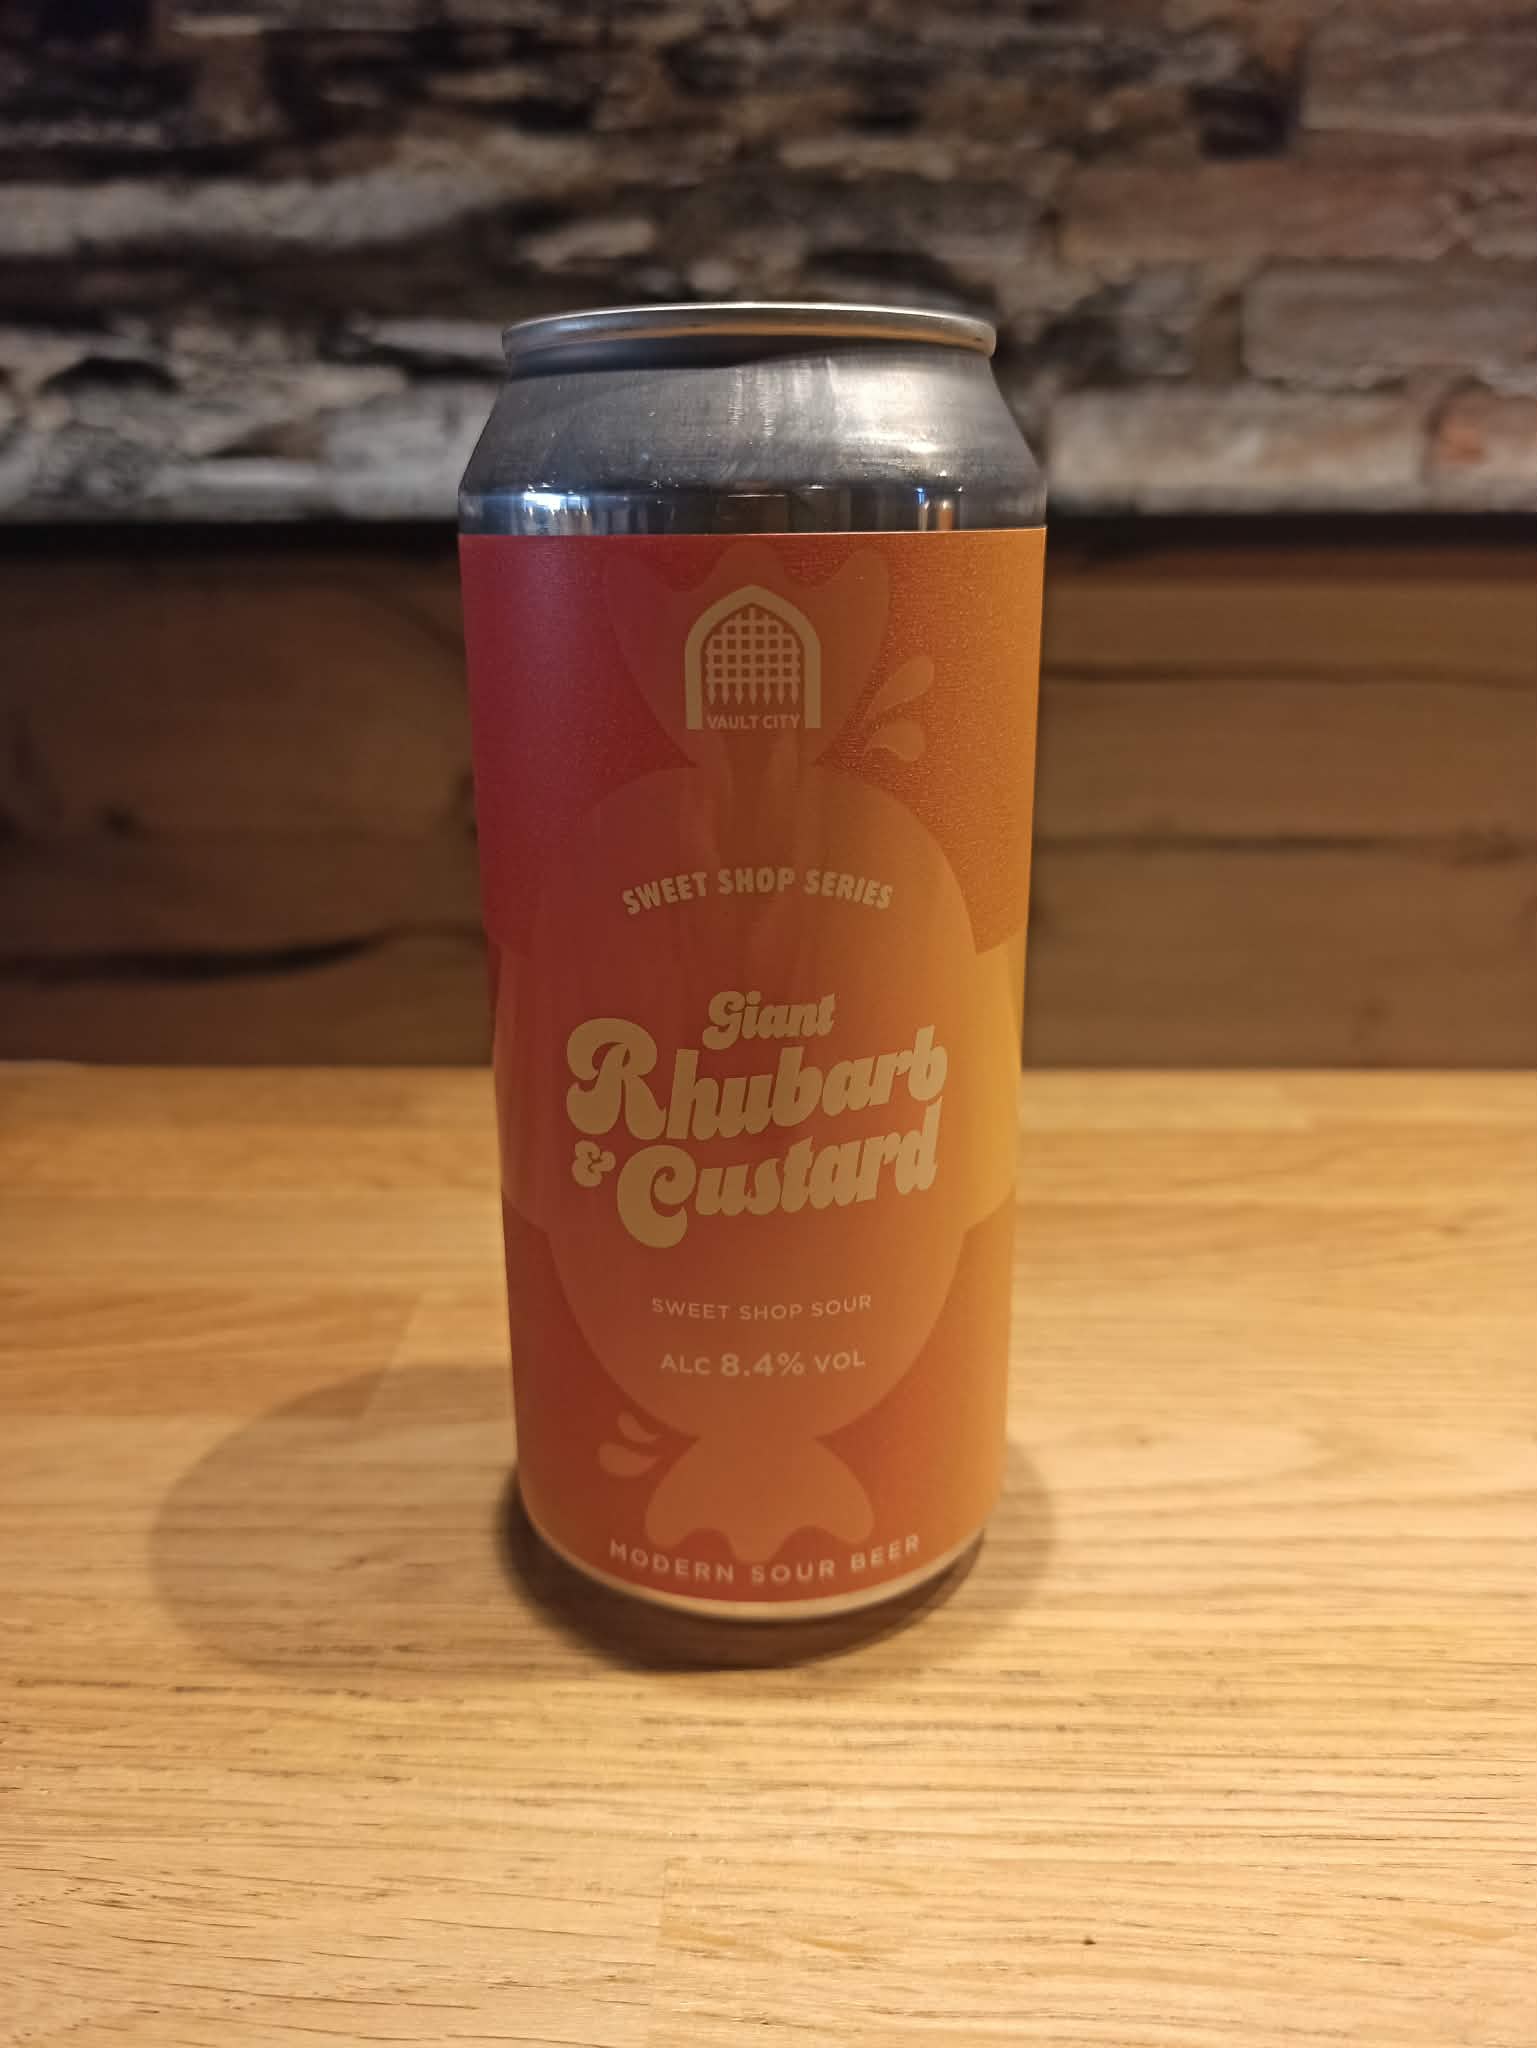 VAULT CITY
SWEET SHOP SERIES
Giant
Rhubarb
& Custard
SWEET SHOP SOUR
ALC 8.4% VOL
MODERN SOUR BEER